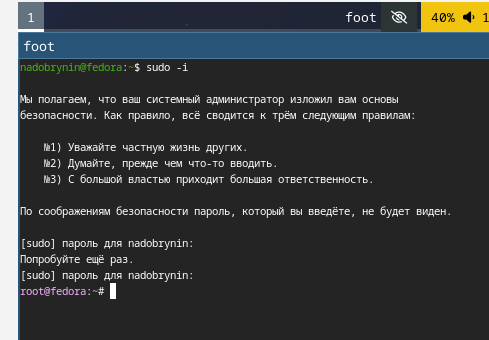 1 foot 40% 1
foot
nadobrynin@fedora:~$ sudo -i
Мы полагаем, что ваш системный администратор изложил вам основы
безопасности. Как правило, всё сводится к трём следующим правилам:
№1) Уважайте частную жизнь других.
№2) Думайте, прежде чем что-то вводить.
№3) С большой властью приходит большая ответственность.
По соображениям безопасности пароль, который вы введёте, не будет виден.
[sudo] пароль для nadobrynin:
Попробуйте ещё раз.
[sudo] пароль для nadobrynin:
root@fedora:~#